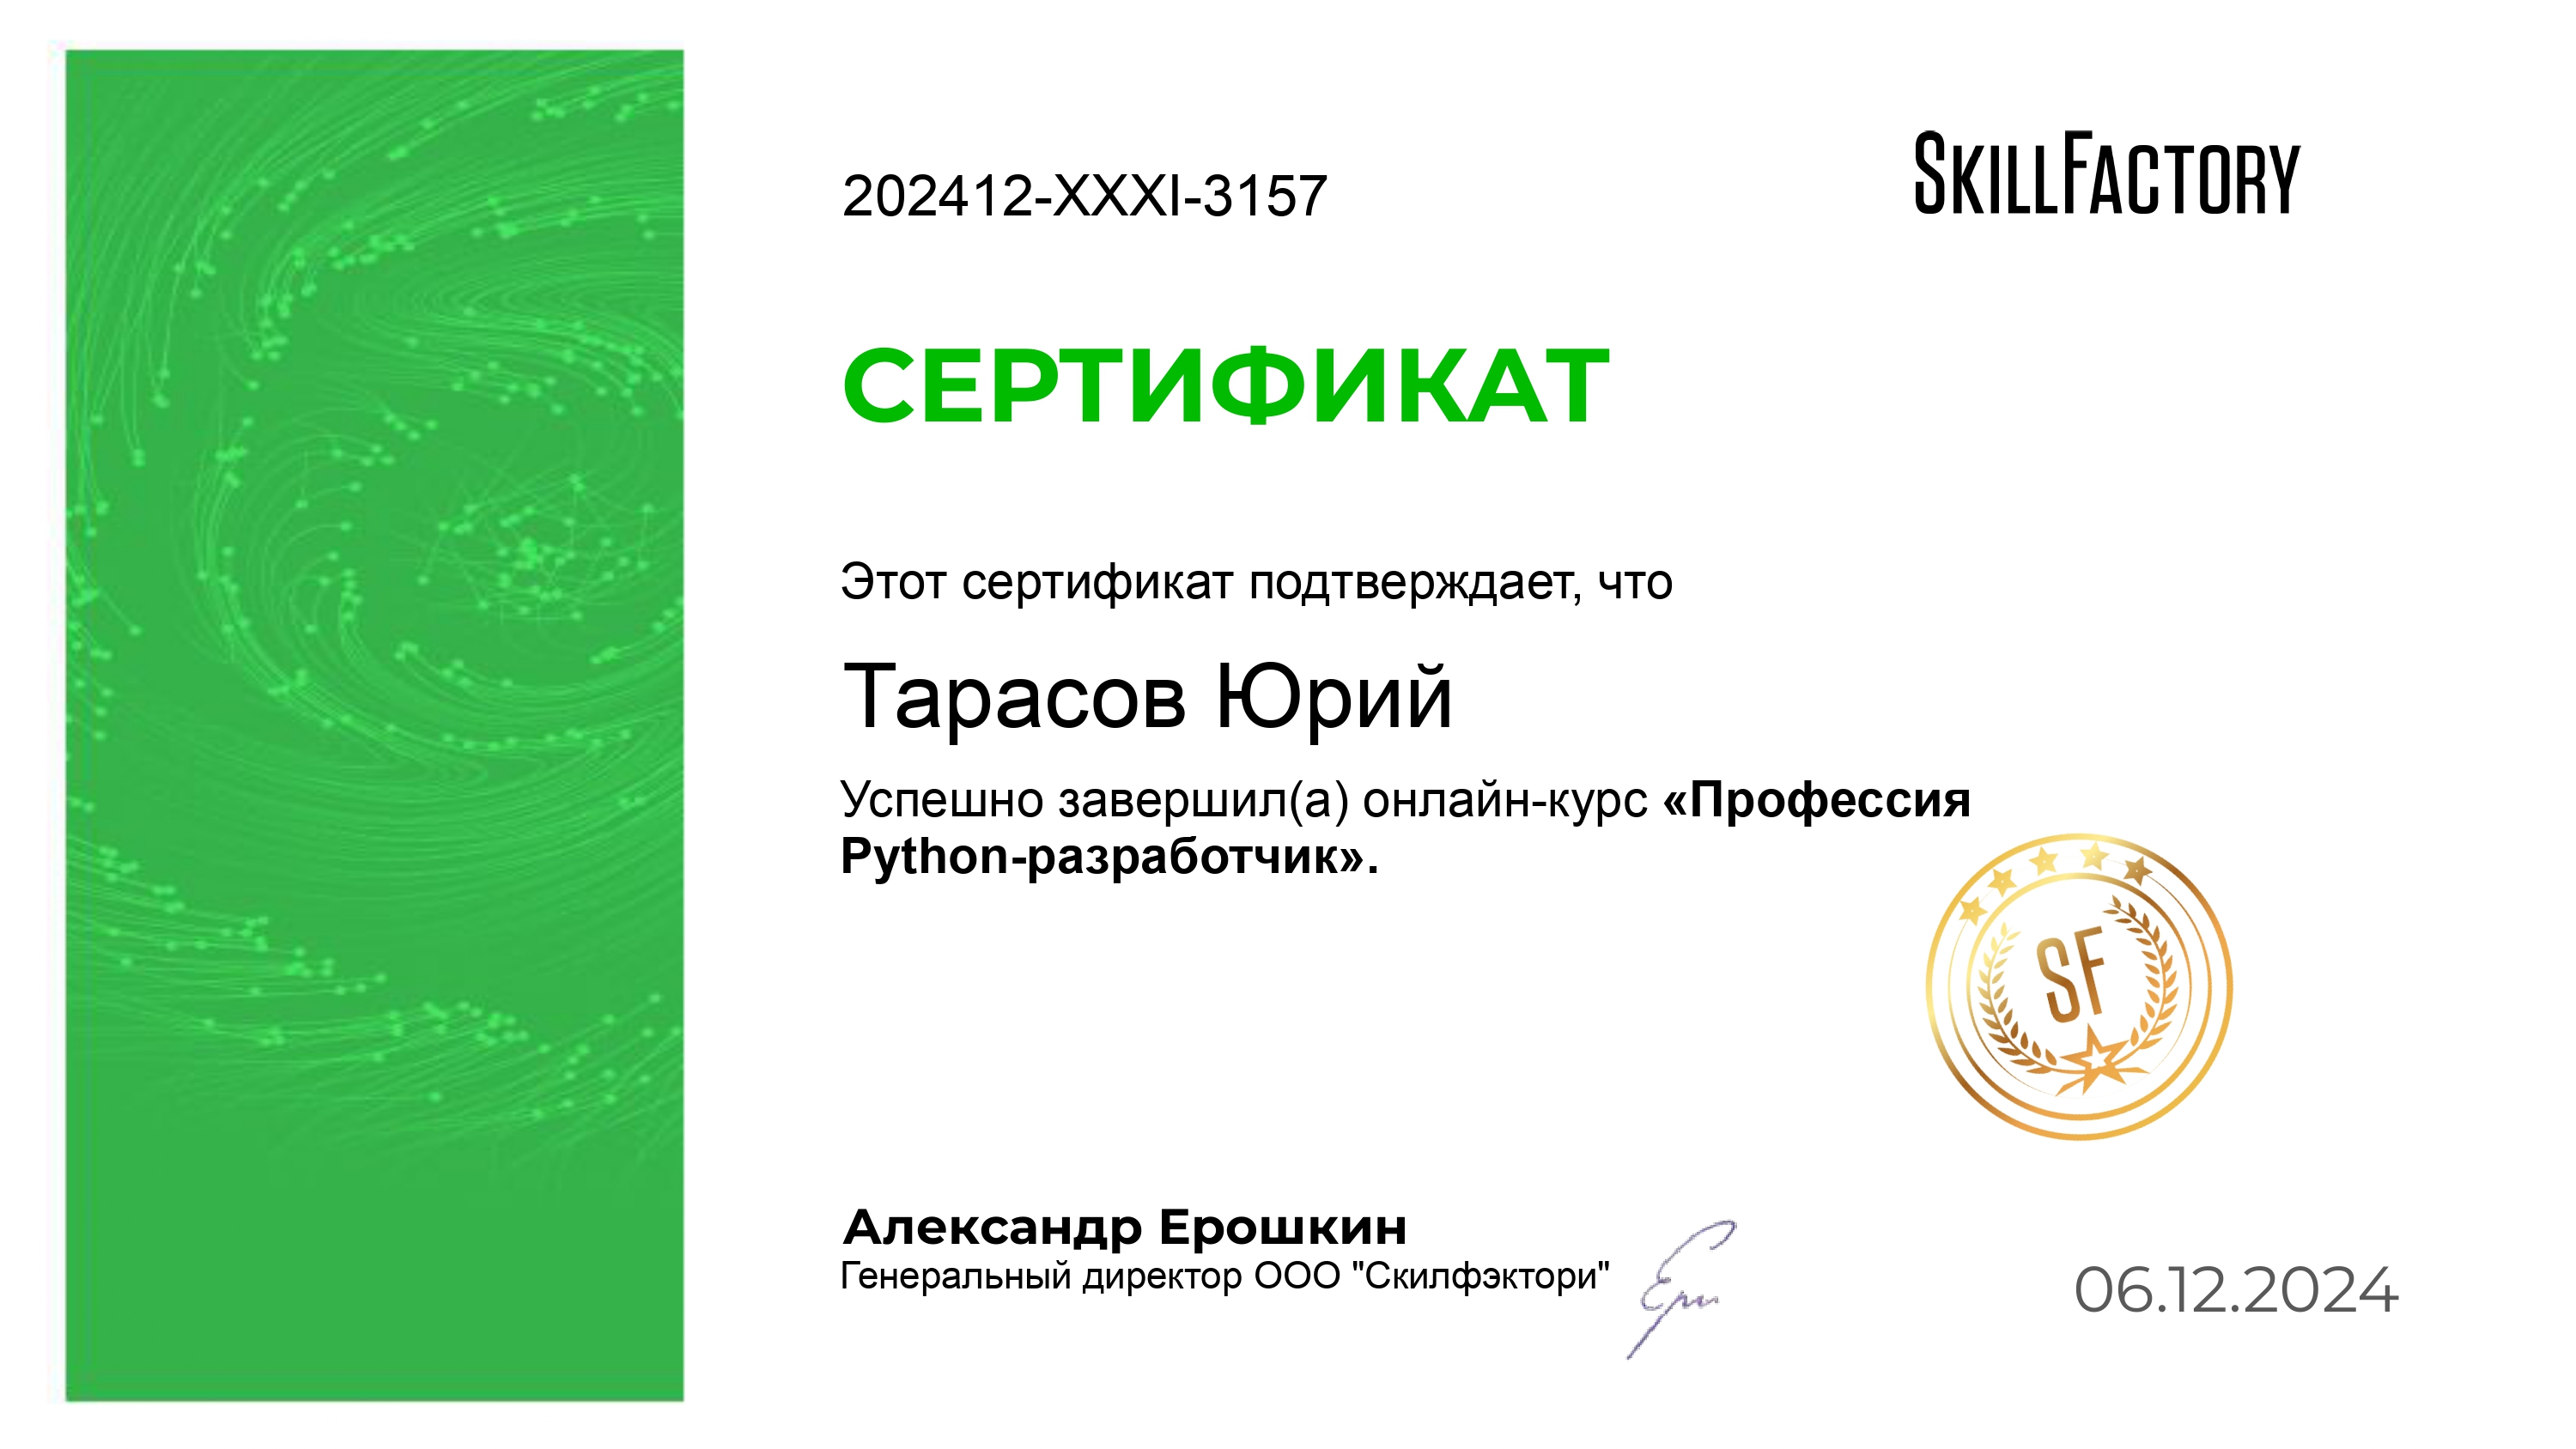 202412-XXXI-3157
SKILLFACTORY
СЕРТИФИКАТ
Этот сертификат подтверждает, что
Тарасов Юрий
Успешно завершил(а) онлайн-курс «Профессия
Python-разработчик».
SF
Александр Ерошкин
Генеральный директор ООО "Скилфэктори"
06.12.2024